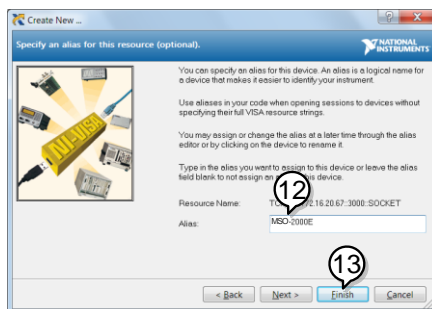 Create New ...
Specify an alias for this resource (optional).
NATIONAL
INSTRUMENTS
You can specify an alias for this device. An alias is a logical name for
a device that makes it easier to identify your instrument.
Use aliases in your code when opening sessions to devices without
specifying their full VISA resource strings.
You may assign or change the alias at a later time through the alias
editor or by clicking on the device to rename it.
Type in the alias you want to assign to this device or leave the alias
field blank to not assign an this device.
NI-VISA
12
Resource Name: 72.16.20.67::3000::SOCKET
Alias: MSO-2000E
13
< Back Next > Finish Cancel